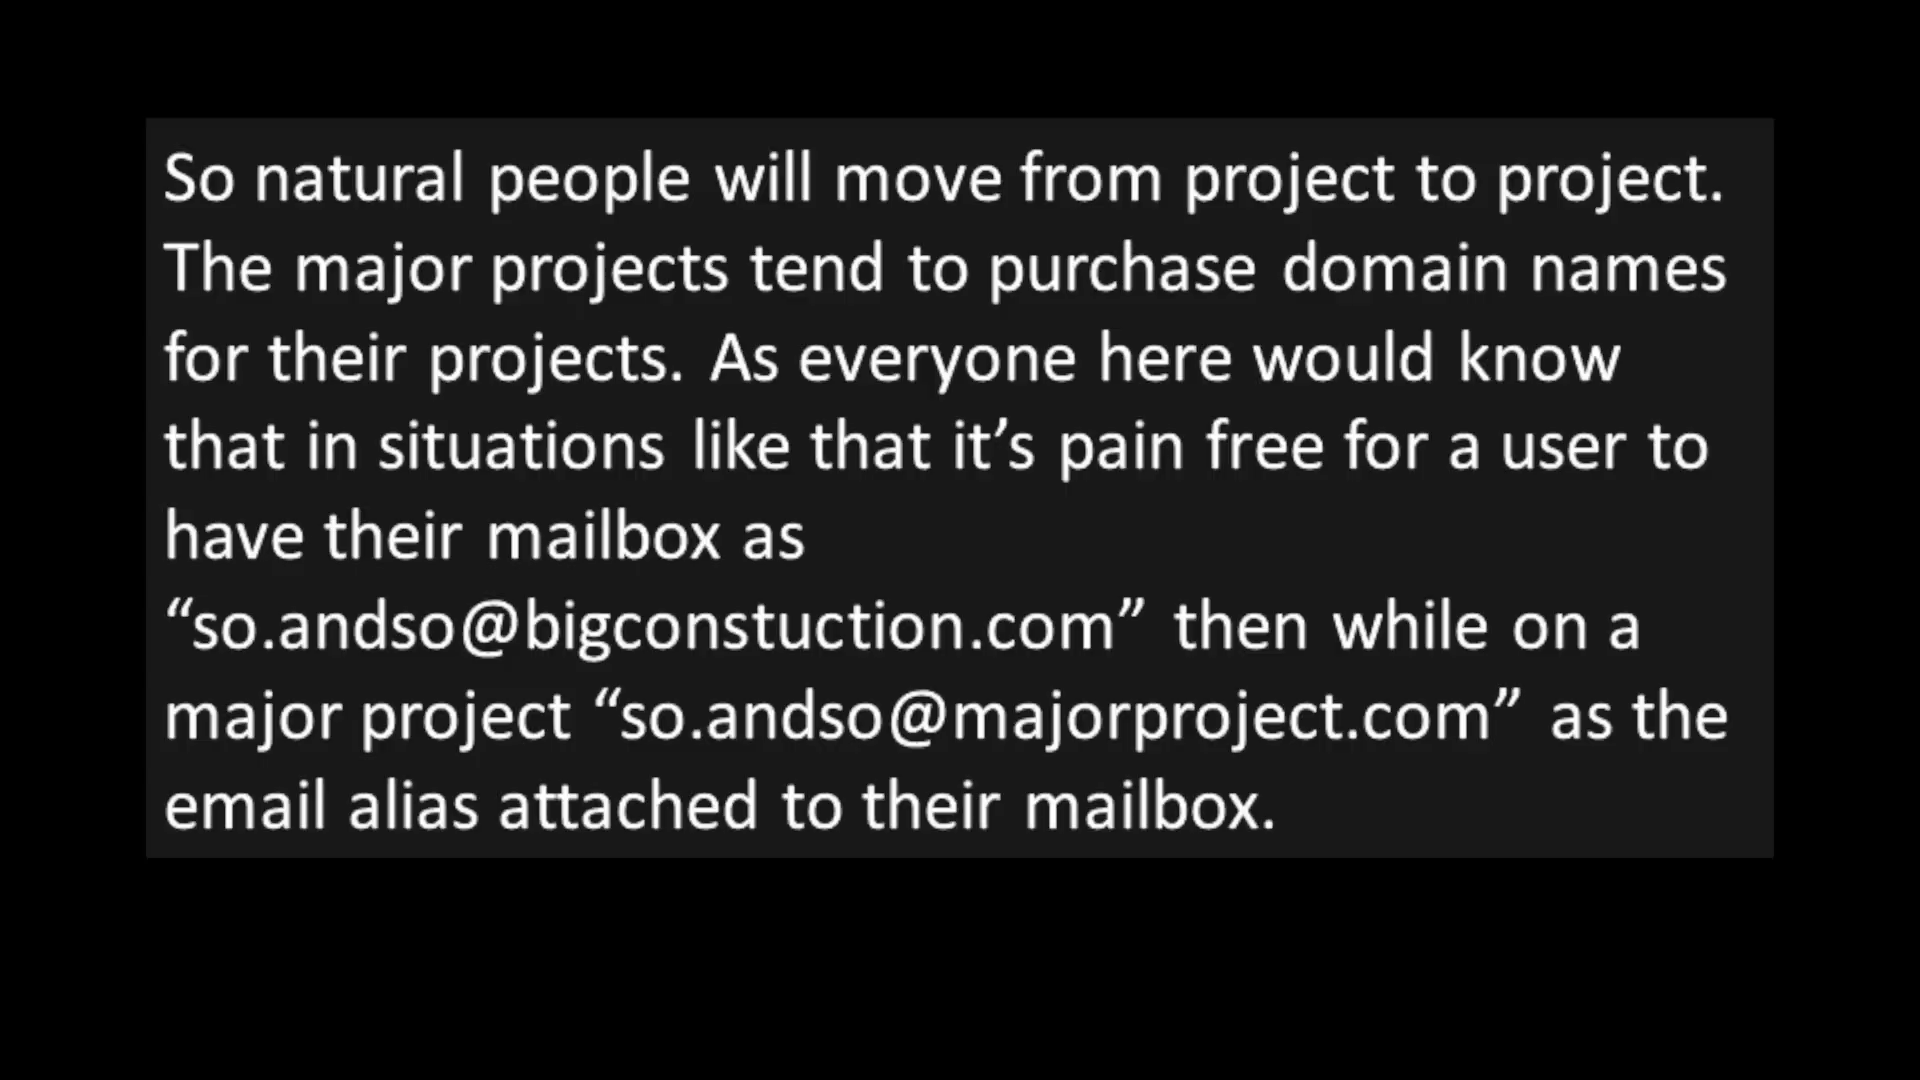 So natural people will move from project to project.
The major projects tend to purchase domain names
for their projects. As everyone here would know
that in situations like that it’s pain free for a user to
have their mailbox as
“so.andso@bigconstuction.com” then while on a
major project “so.andso@majorproject.com” as the
email alias attached to their mailbox.